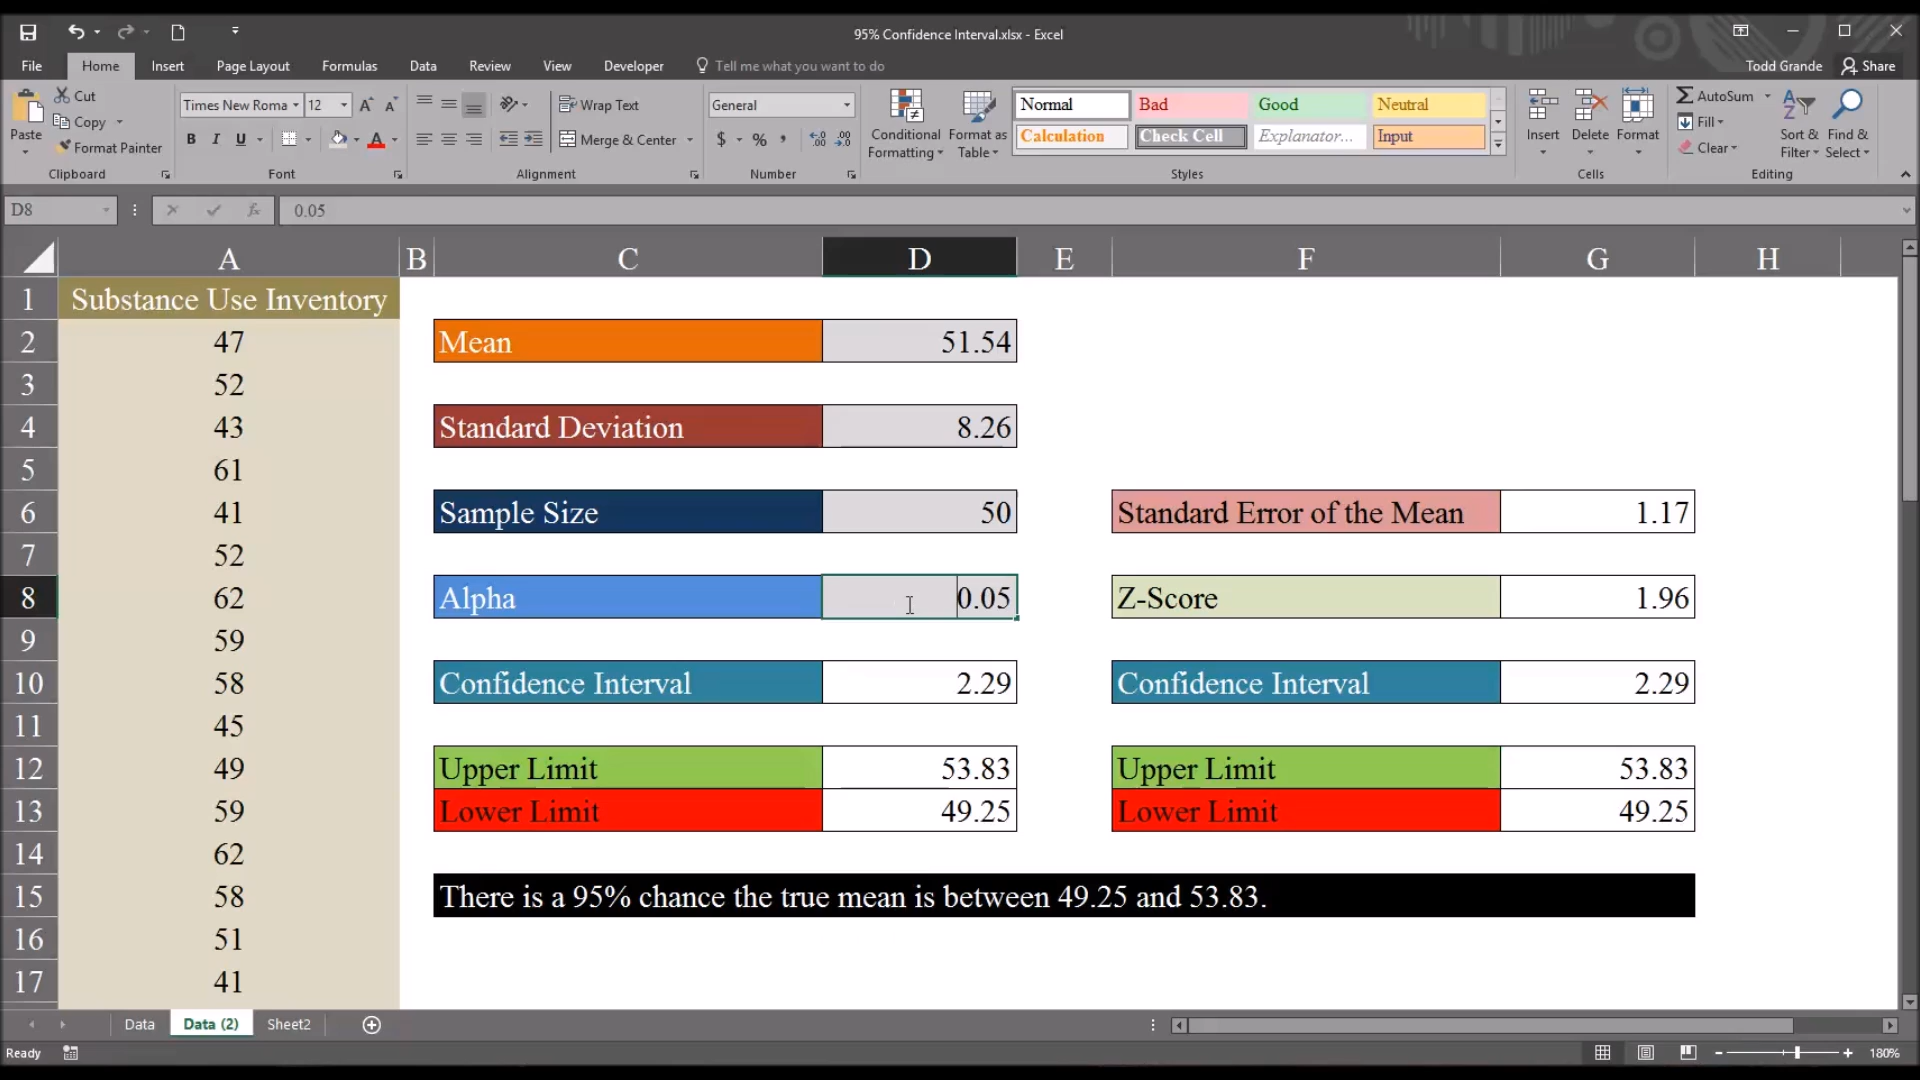 95% Confidence Interval.xlsx - Excel
File Home Insert Page Layout Formulas Data Review View Developer Tell me what you want to do Todd Grande Share
Paste Cut Copy Format Painter
Clipboard
Times New Roma 12 A A
B I U A
Font
Wrap Text
Merge & Center
Alignment
General
$ % ,
Number
Conditional Formatting
Format as Table
Normal Bad Good Neutral
Calculation Check Cell Explanator... Input
Styles
Insert Delete Format
Cells
AutoSum
Fill
Clear
Sort & Filter
Find & Select
Editing
D8 fx 0.05
A B C D E F G H
1 Substance Use Inventory
2 47 Mean 51.54
3 52
4 43 Standard Deviation 8.26
5 61
6 41 Sample Size 50 Standard Error of the Mean 1.17
7 52
8 62 Alpha 0.05 Z-Score 1.96
9 59
10 58 Confidence Interval 2.29 Confidence Interval 2.29
11 45
12 49 Upper Limit 53.83 Upper Limit 53.83
13 59 Lower Limit 49.25 Lower Limit 49.25
14 62
15 58 There is a 95% chance the true mean is between 49.25 and 53.83.
16 51
17 41
Data Data (2) Sheet2
Ready 180%